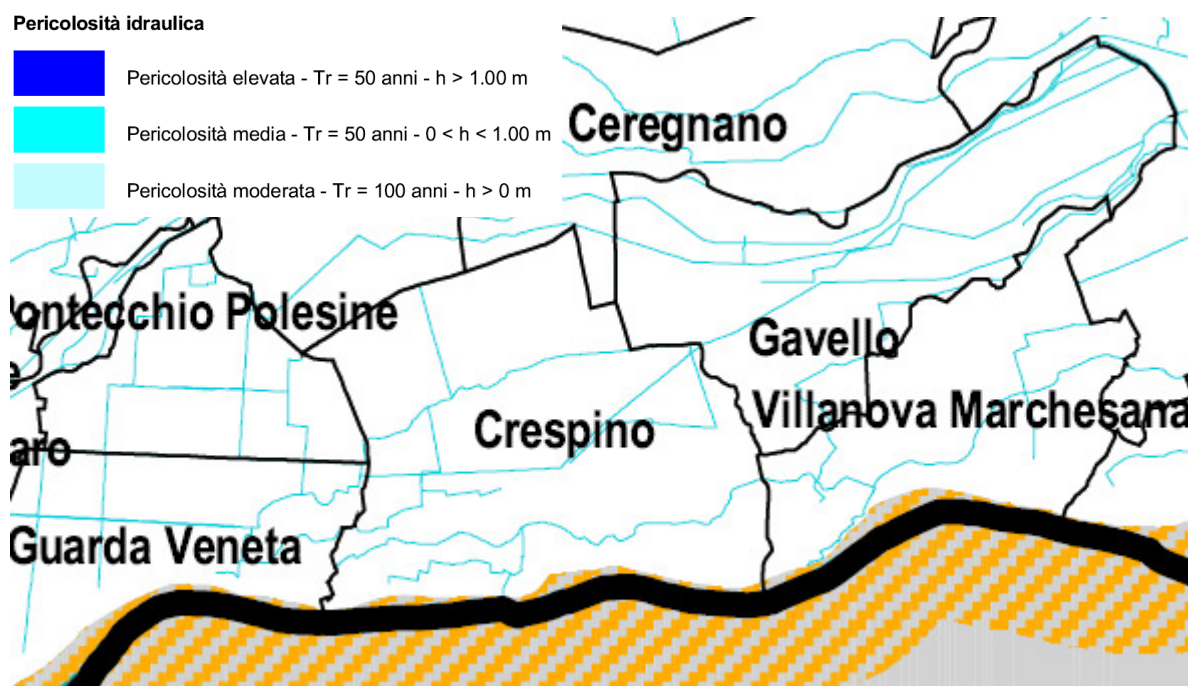 Pericolosità idraulica
Pericolosità elevata - Tr = 50 anni - h > 1.00 m
Pericolosità media - Tr = 50 anni - 0 < h < 1.00 m
Pericolosità moderata - Tr = 100 anni - h > 0 m
Ceregnano
ontecchio Polesine
Gavello
e
Villanova Marchesana
Crespino
aro
Guarda Veneta